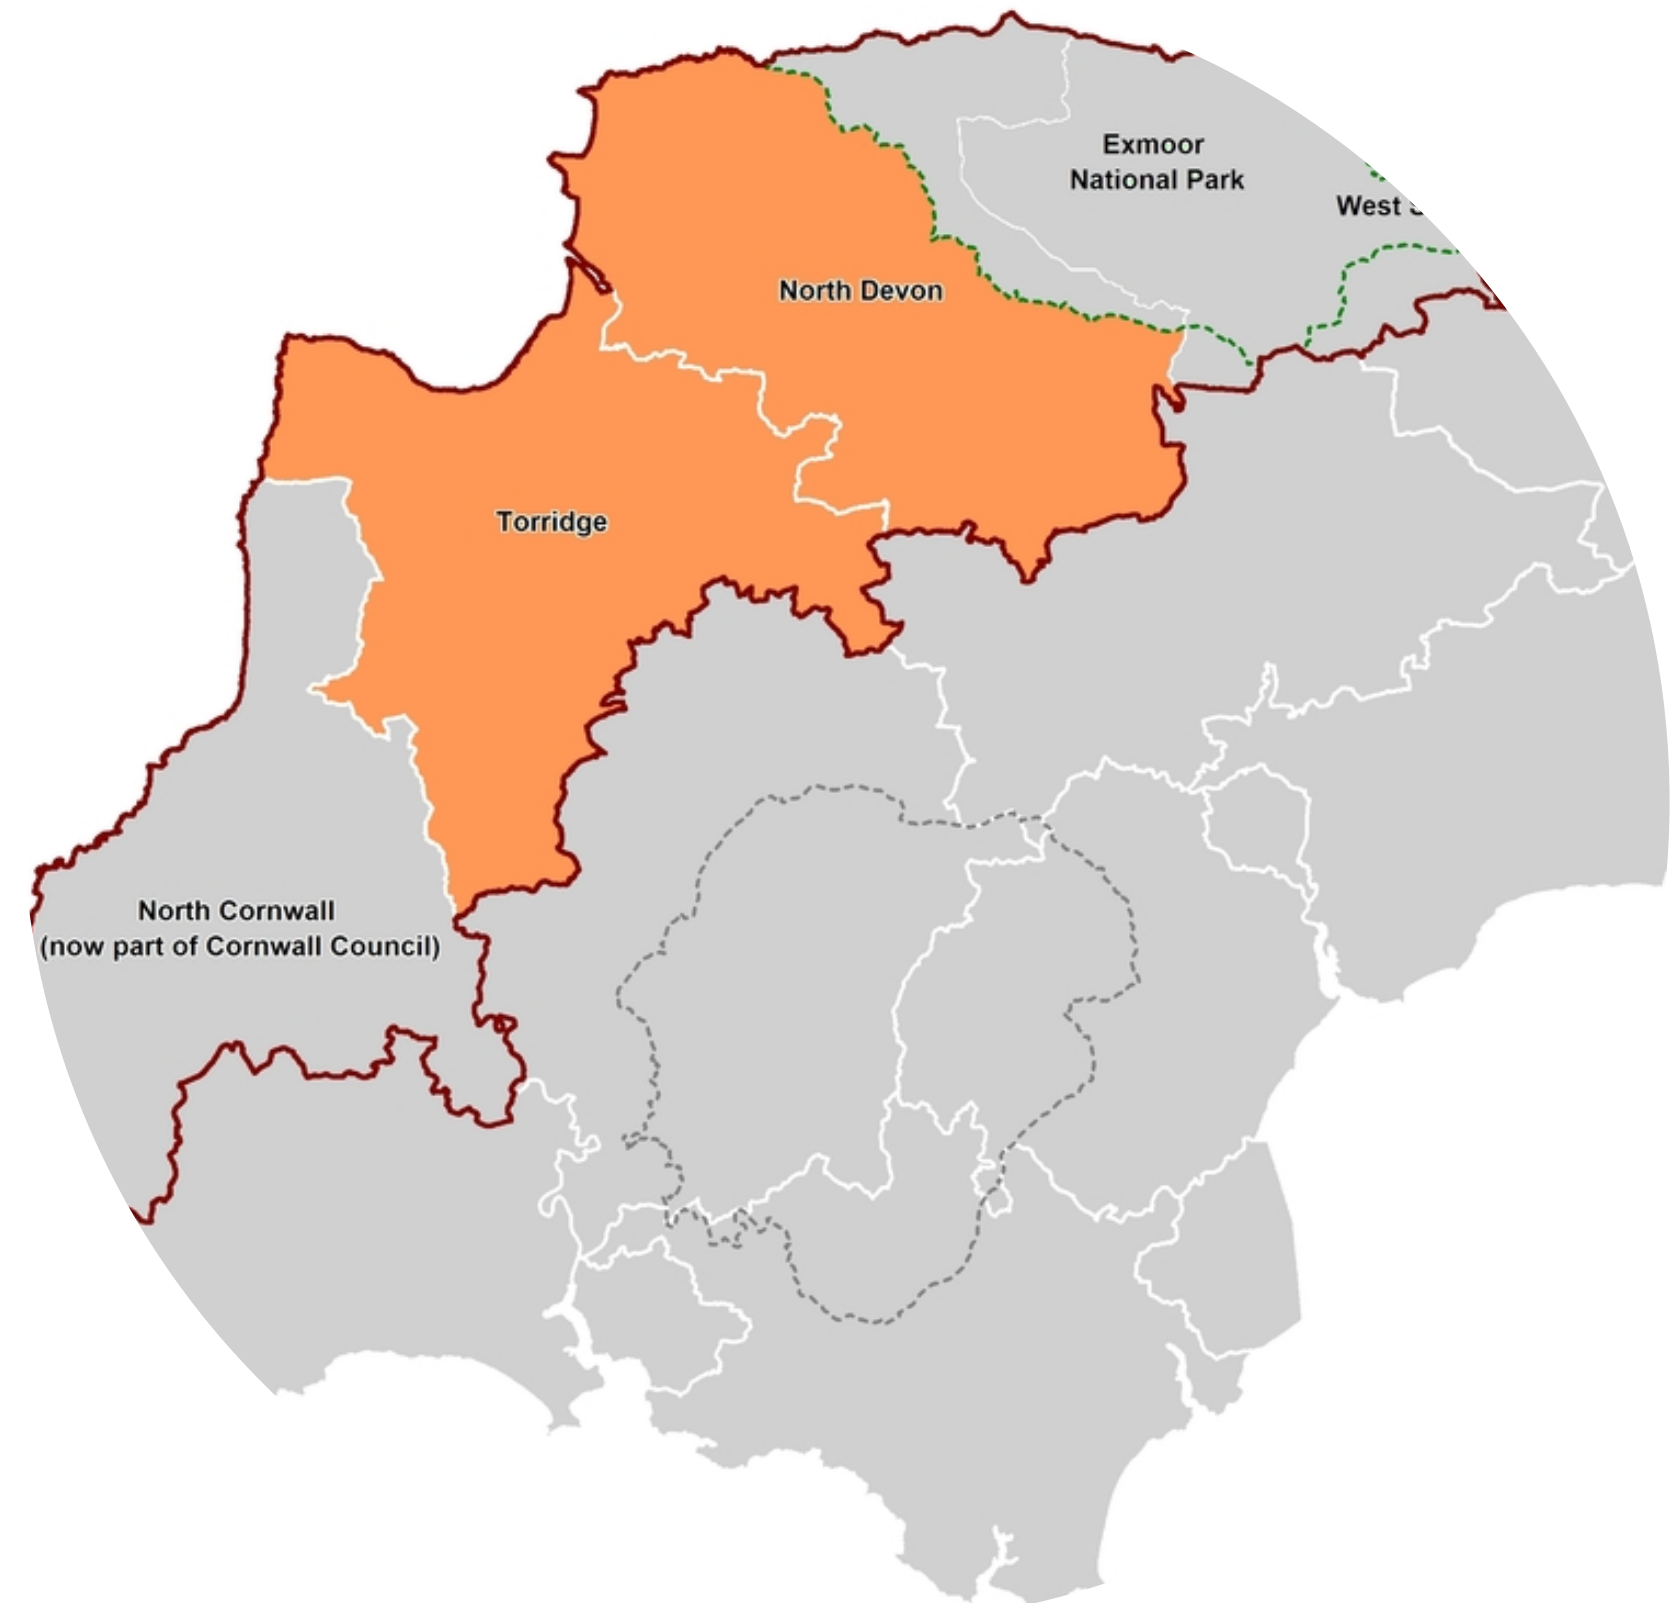 Exmoor
National Park
West
North Devon
Torridge
North Cornwall
(now part of Cornwall Council)